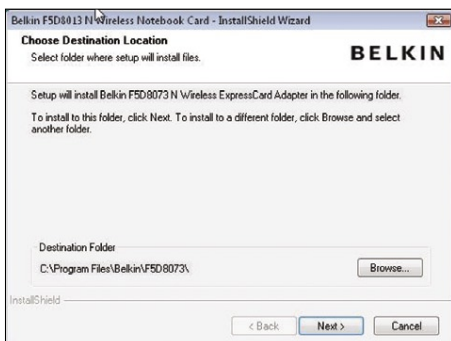 Belkin F5D8013 N Wireless Notebook Card - InstallShield Wizard
Choose Destination Location
Select folder where setup will install files.
BELKIN
Setup will install Belkin F5D8073 N Wireless ExpressCard Adapter in the following folder.
To install to this folder, click Next. To install to a different folder, click Browse and select
another folder.
Destination Folder
C:\Program Files\Belkin\F5D8073\
Browse...
InstallShield
< Back
Next >
Cancel